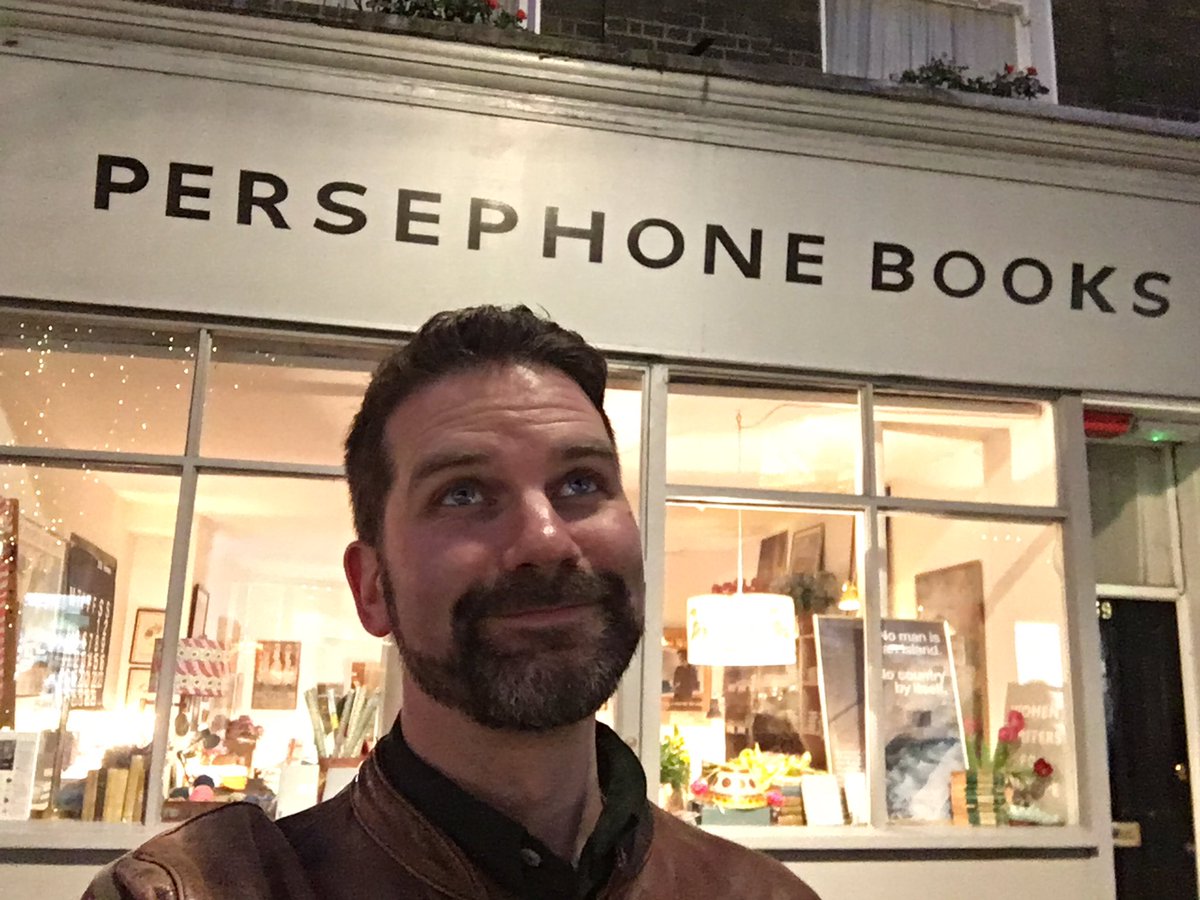 PERSEPHONE BOOKS
No man is
an island.
No country
by itself.